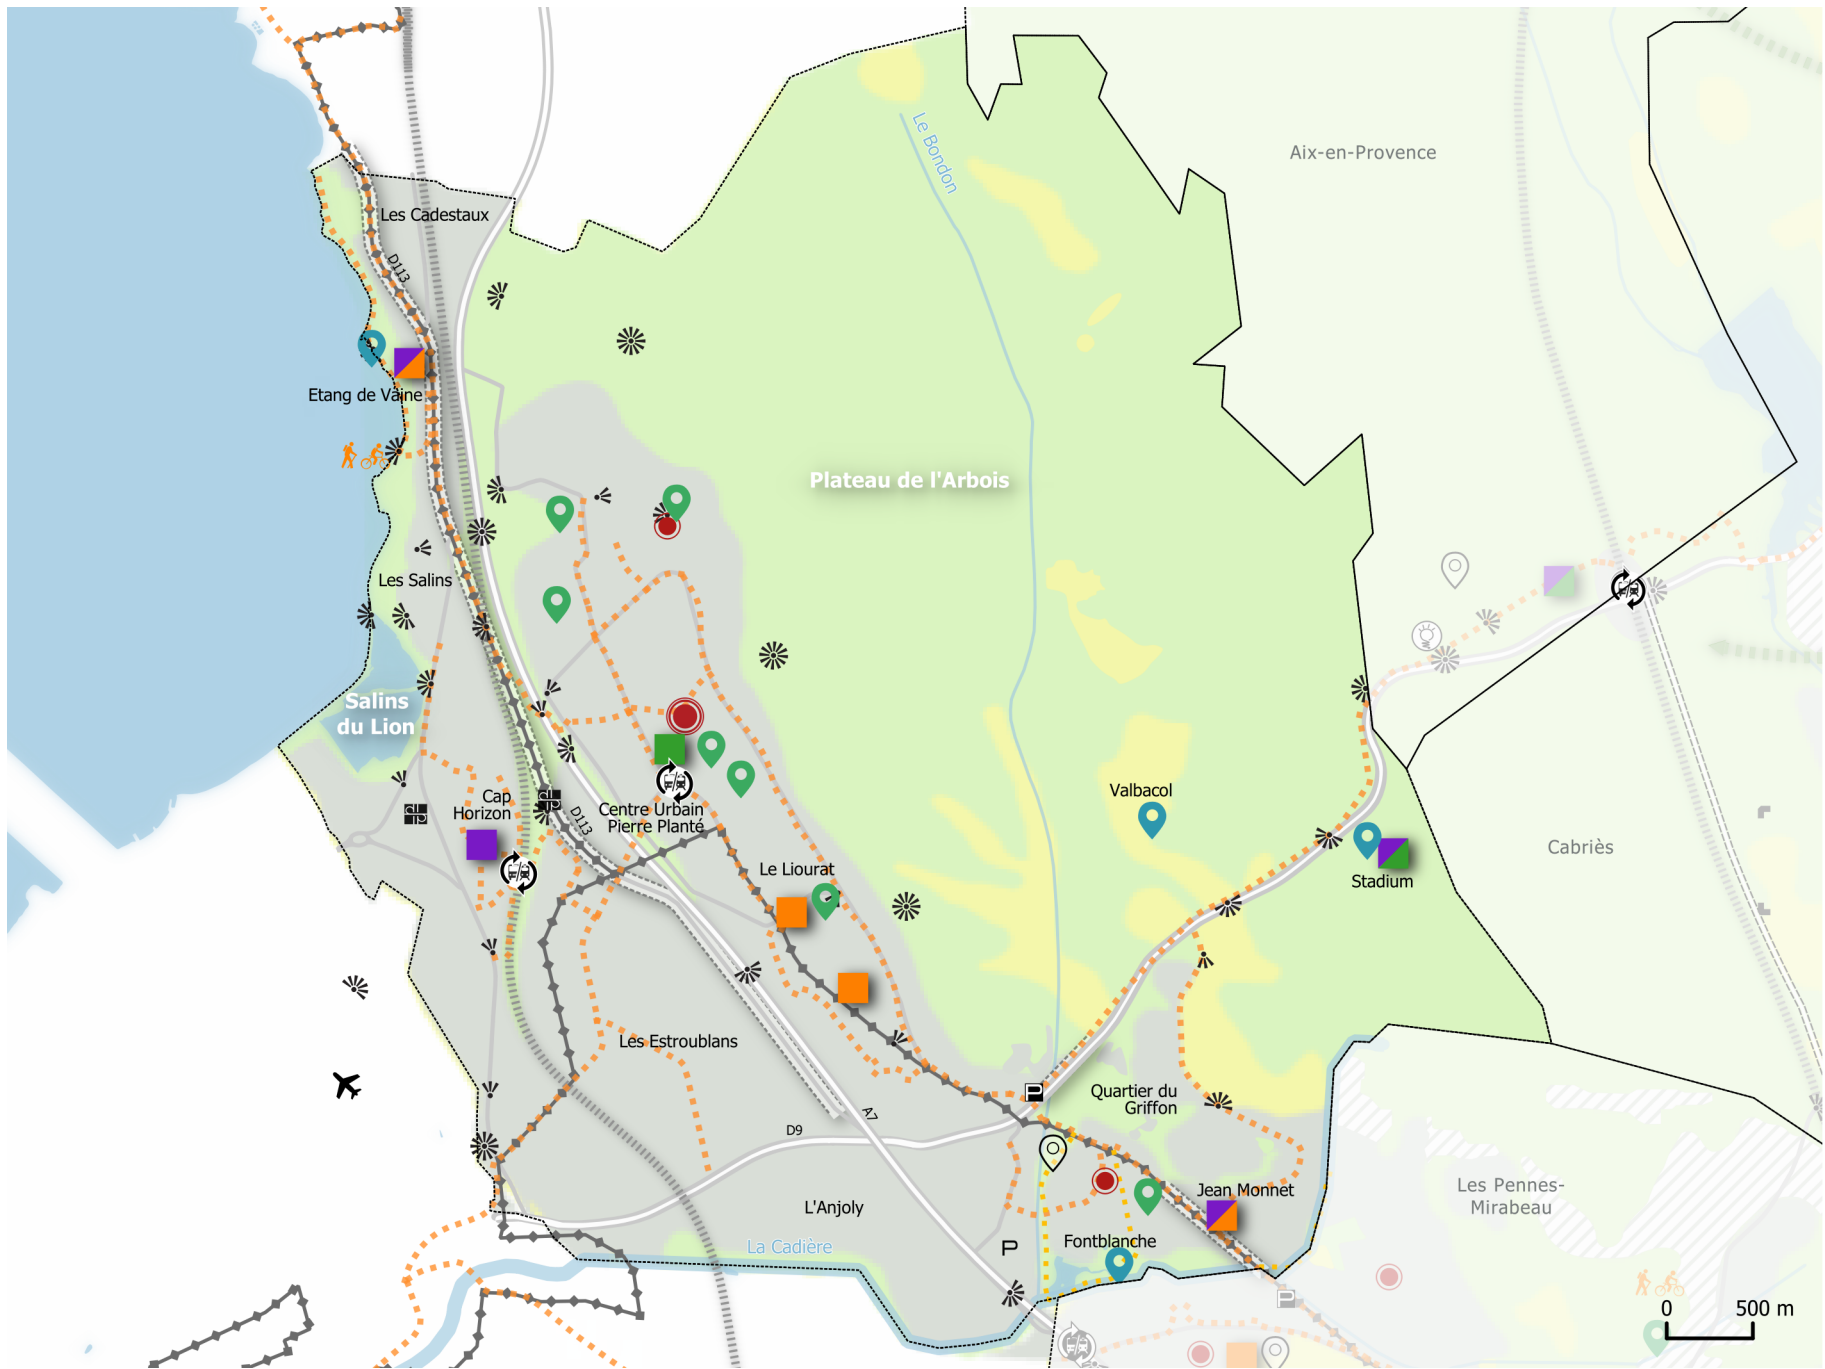 Le Bondon
Aix-en-Provence
Les Cadestaux
D113
Etang de Vaine
Plateau de l'Arbois
Les Salins
Salins
du Lion
Cap
Horizon
D113
Centre Urbain
Pierre Planté
Valbacol
Cabriès
Le Liourat
Stadium
Les Estroublans
Quartier du
Griffon
A7
D9
Jean Monnet
Les Pennes-
Mirabeau
L'Anjoly
La Cadière
P
Fontblanche
0 500 m